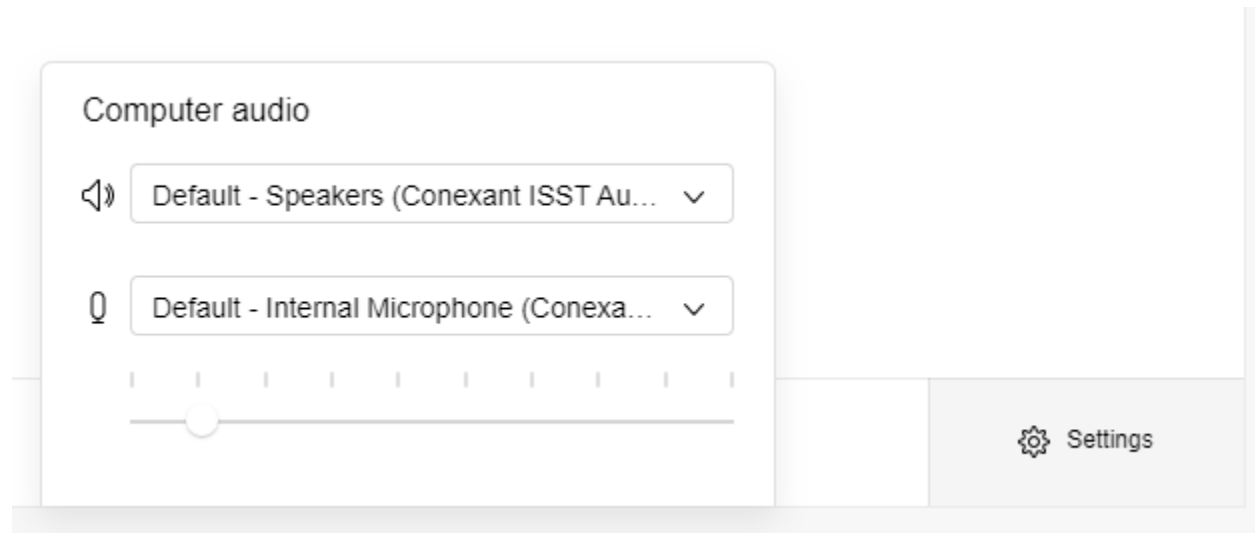 Computer audio
Default - Speakers (Conexant ISST Au...
Default - Internal Microphone (Conexa...
Settings